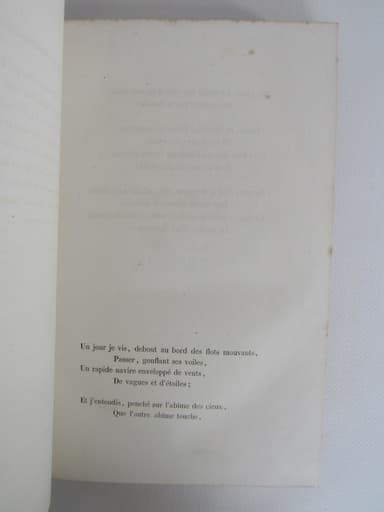 Un jour je vis, debout au bord des flots mouvants,
Passer, gonflant ses voiles,
Un rapide navire enveloppé de vents,
De vagues et d'étoiles;
Et j'entendis, penché sur l'abîme des cieux,
Que l'autre abîme touche,